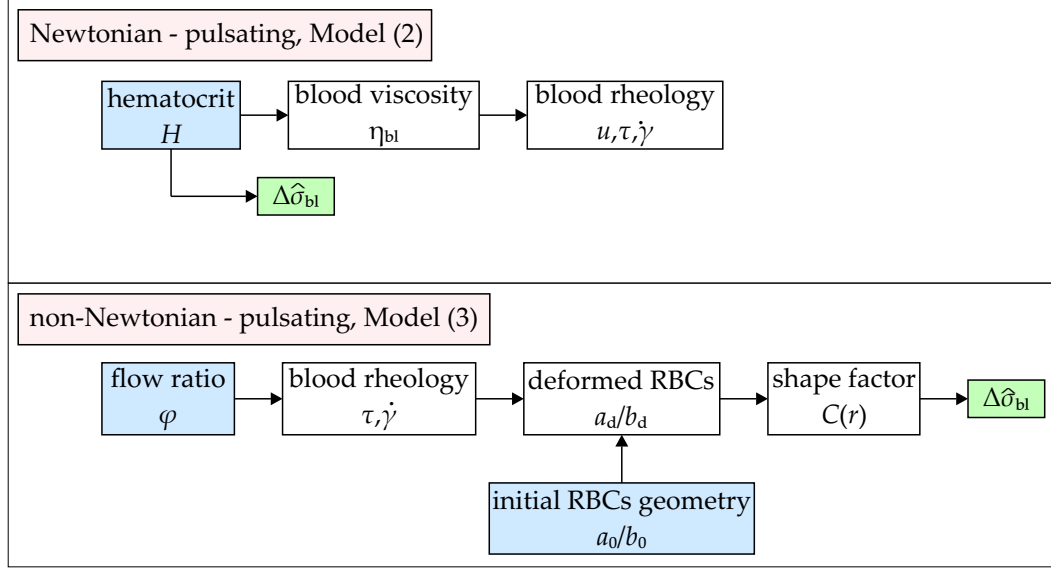 Newtonian - pulsating, Model (2)
hematocrit
H
blood viscosity
η_bl
blood rheology
u,τ,γ̇
Δσ̂_bl
non-Newtonian - pulsating, Model (3)
flow ratio
φ
blood rheology
τ,γ̇
deformed RBCs
a_d/b_d
shape factor
C(r)
Δσ̂_bl
initial RBCs geometry
a_0/b_0